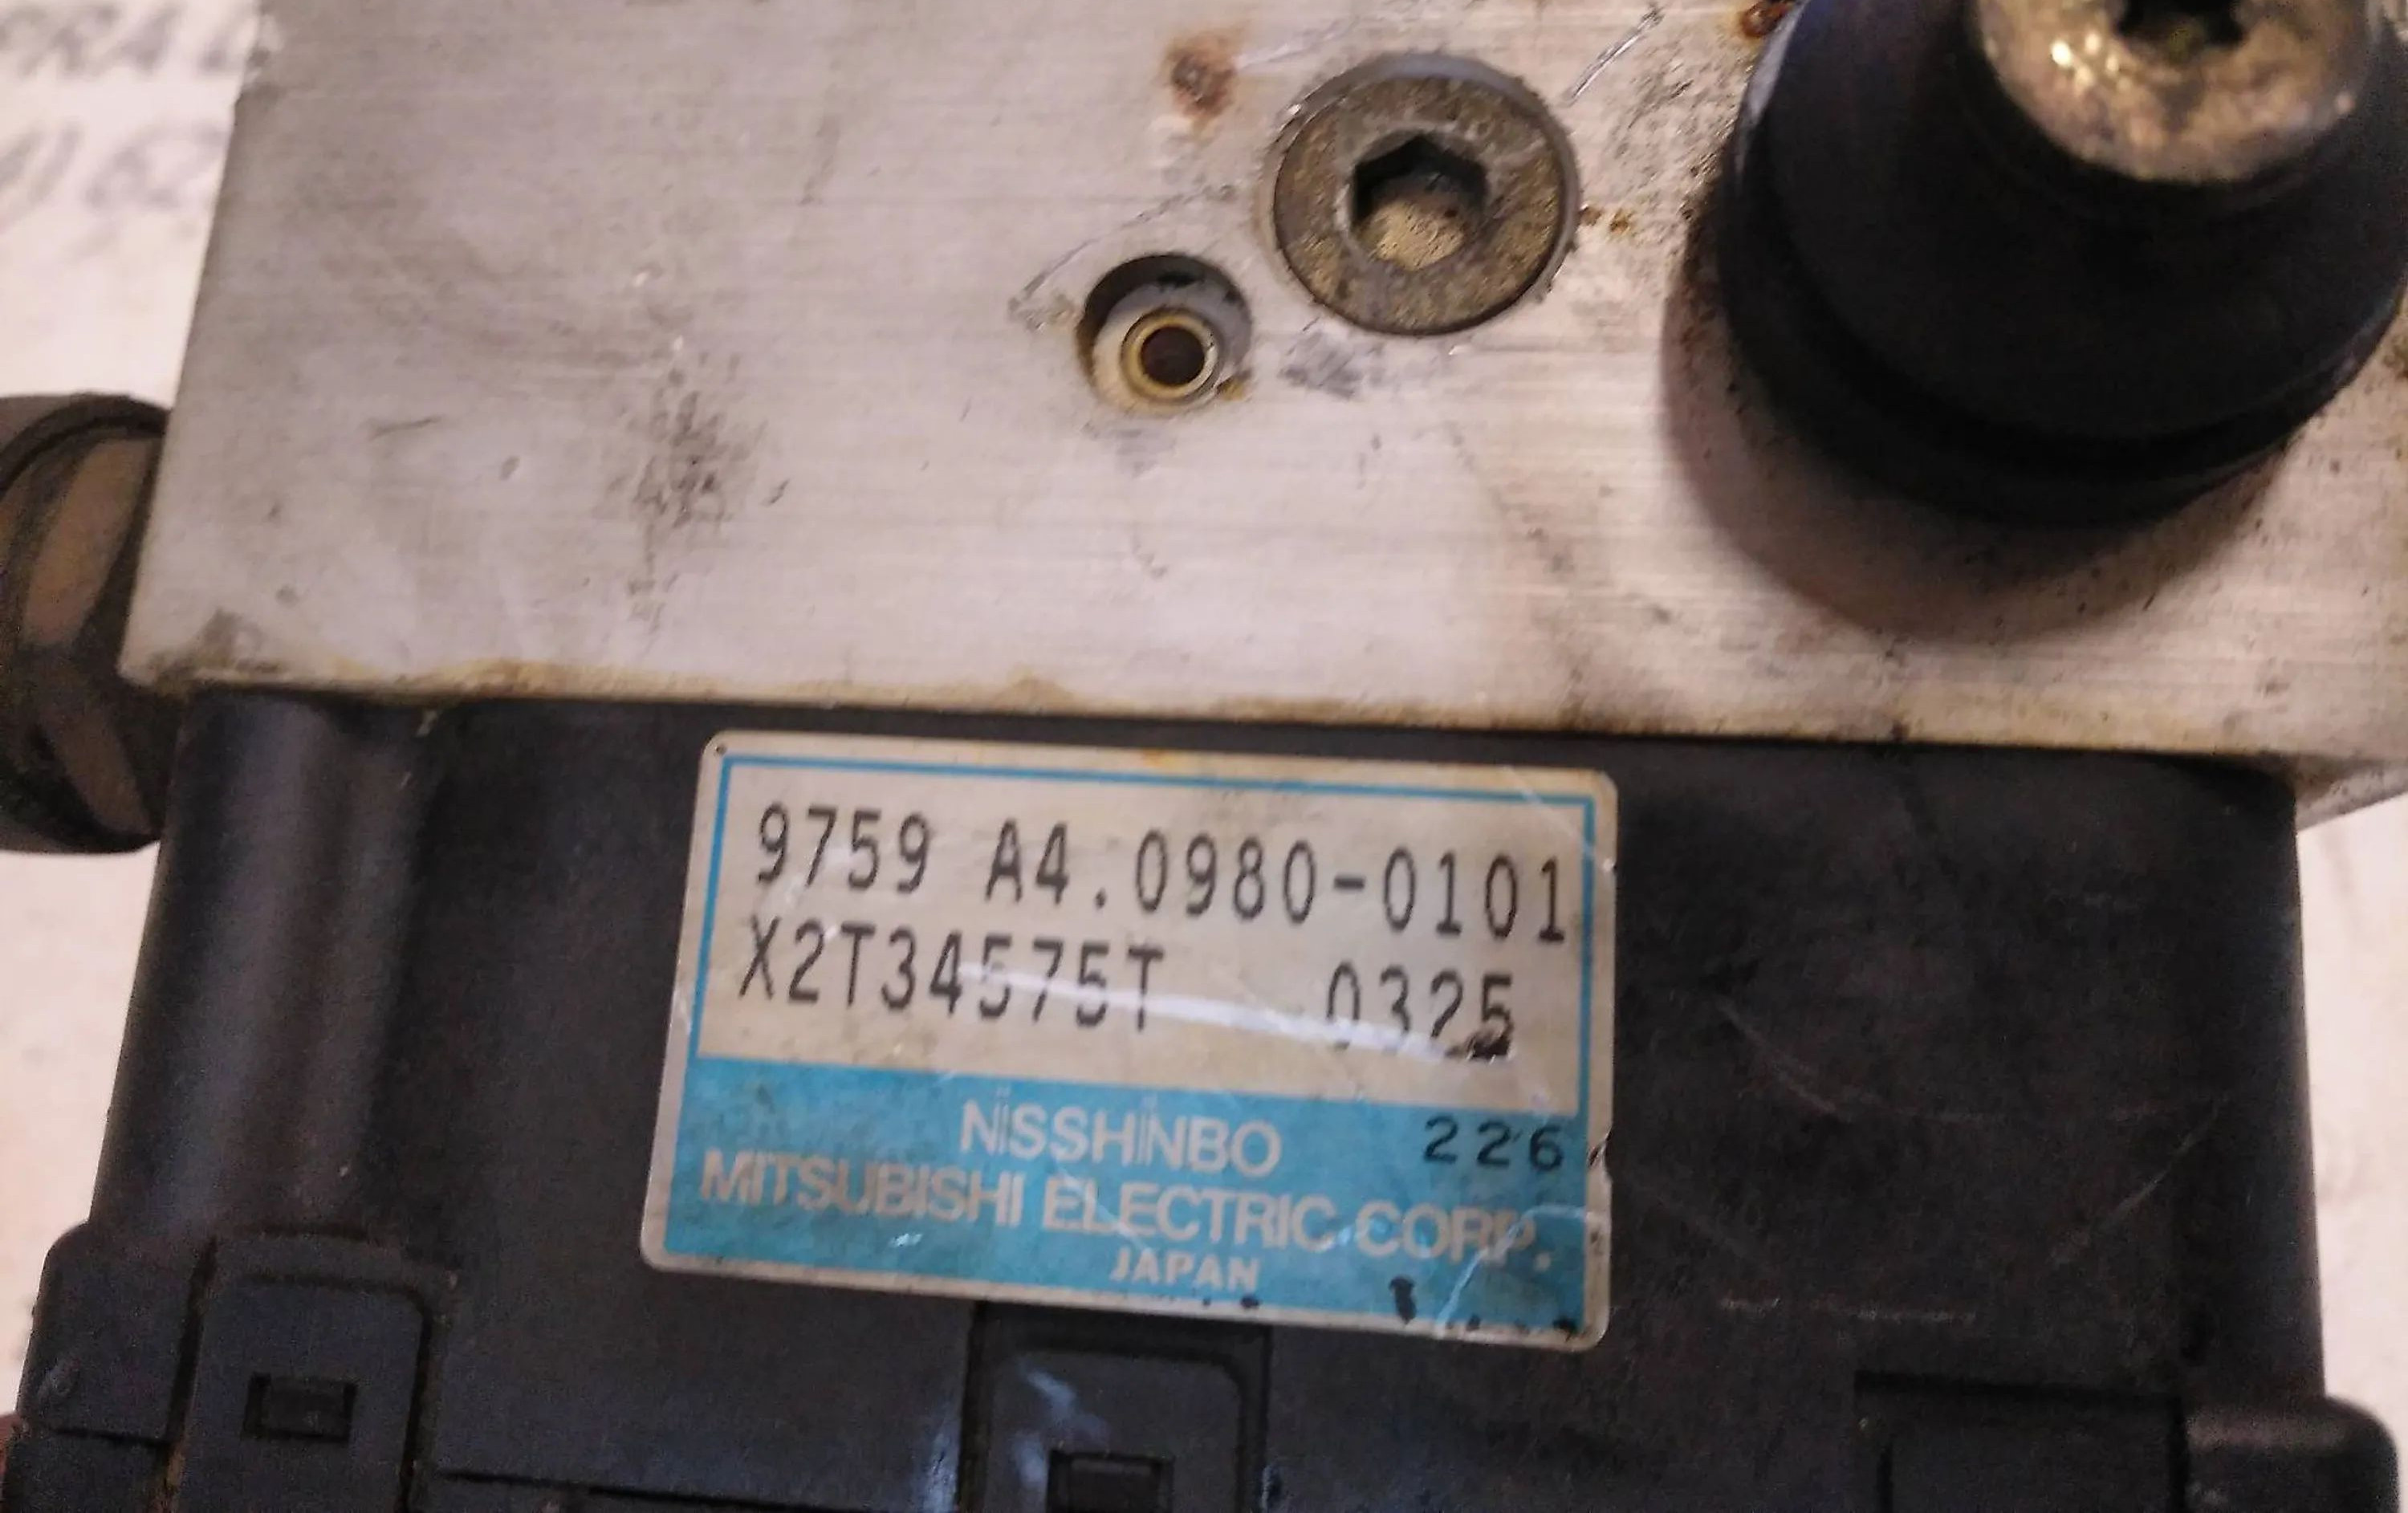 9759 A4.0980-0101
X2T34575T 0325
NISSHINBO 226
MITSUBISHI ELECTRIC CORP.
JAPAN